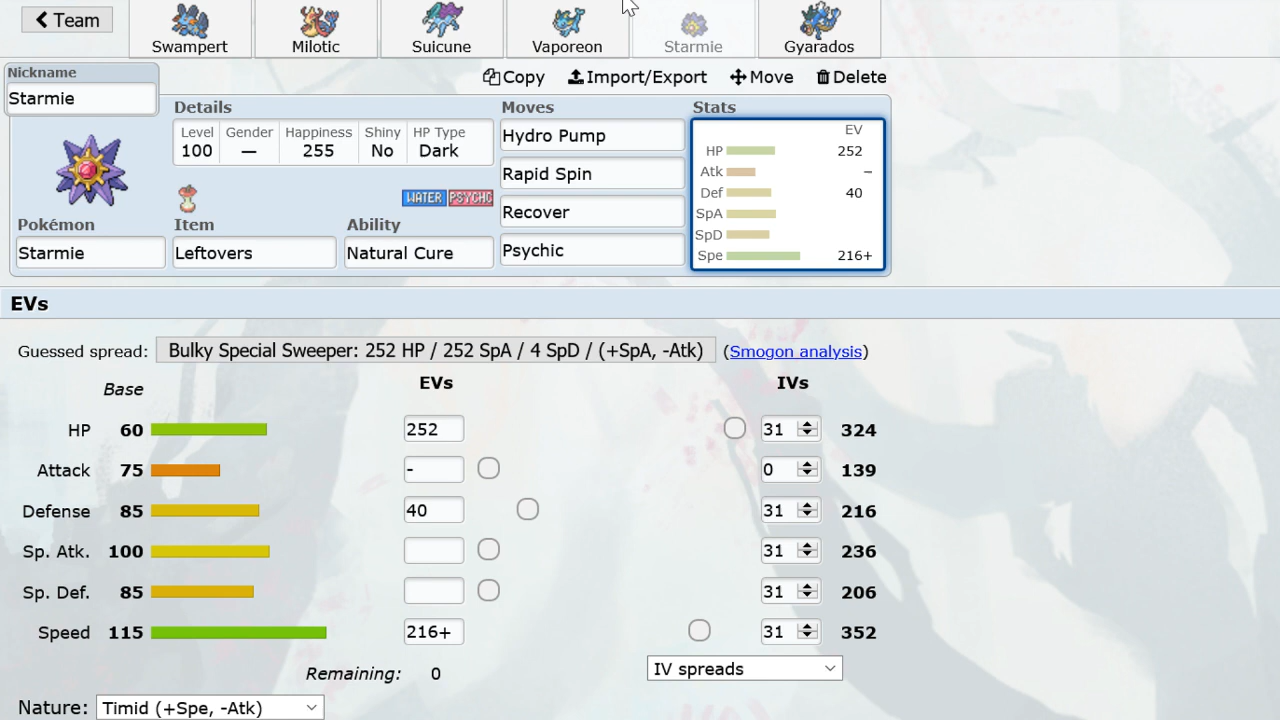 Team
Swampert
Milotic
Suicune
Vaporeon
Starmie
Gyarados
Nickname
Starmie
Copy
Import/Export
Move
Delete
Details
Moves
Stats
Level
Gender
Happiness
Shiny
HP Type
100
—
255
No
Dark
WATER
PSYCHC
Pokémon
Item
Ability
Starmie
Leftovers
Natural Cure
Hydro Pump
Rapid Spin
Recover
Psychic
EV
HP 252
Atk –
Def 40
SpA
SpD
Spe 216+
EVs
Guessed spread: Bulky Special Sweeper: 252 HP / 252 SpA / 4 SpD / (+SpA, -Atk) (Smogon analysis)
Base EVs IVs
HP 60 252 31 324
Attack 75 - 0 139
Defense 85 40 31 216
Sp. Atk. 100 31 236
Sp. Def. 85 31 206
Speed 115 216+ 31 352
Remaining: 0 IV spreads
Nature: Timid (+Spe, -Atk)